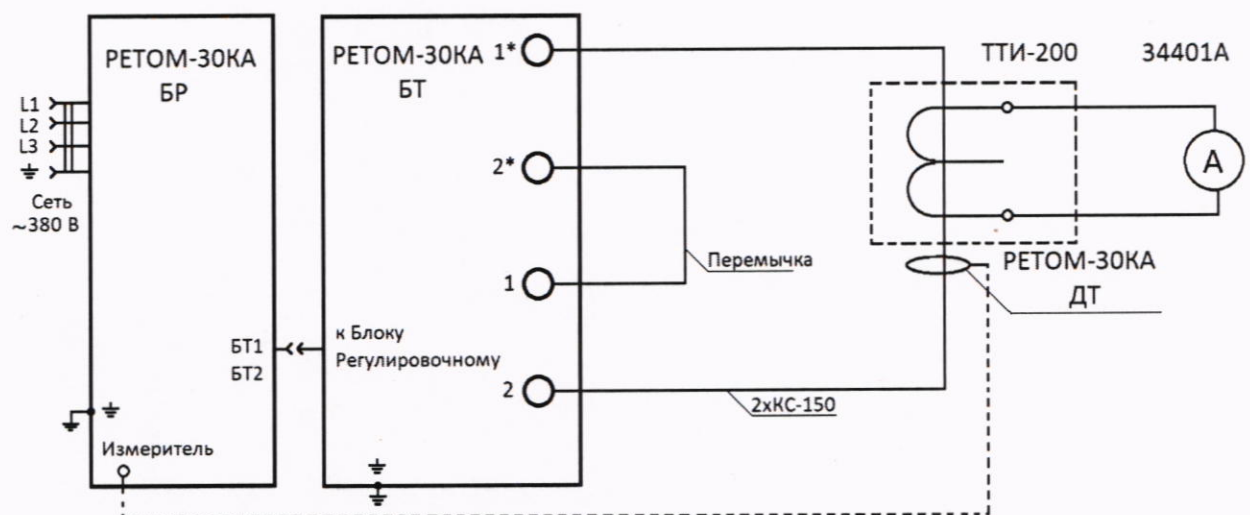 РЕТОМ-30КА
БР
L1
L2
L3
Сеть
~380 В
БТ1
БТ2
Измеритель
РЕТОМ-30КА
БТ
1*
2*
1
2
к Блоку
Регулировочному
Перемычка
2хКС-150
ТТИ-200
34401А
А
РЕТОМ-30КА
ДТ